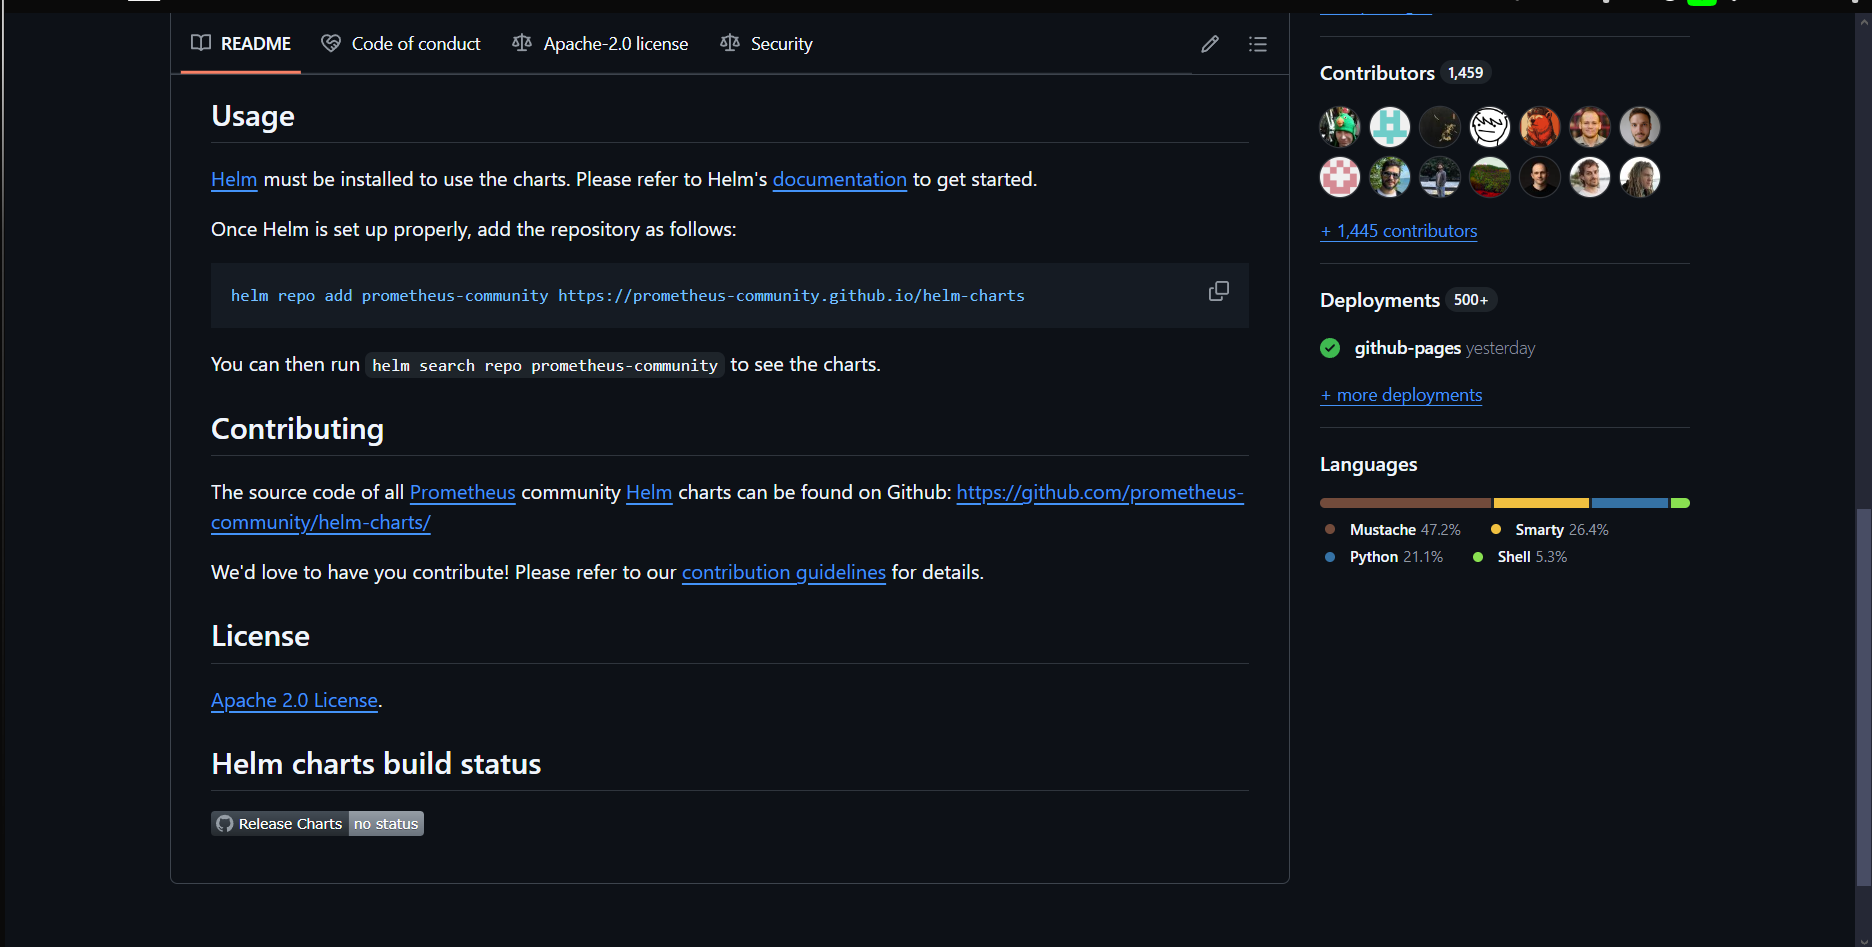 README
Code of conduct
Apache-2.0 license
Security
Usage
Helm must be installed to use the charts. Please refer to Helm's documentation to get started.
Once Helm is set up properly, add the repository as follows:
helm repo add prometheus-community https://prometheus-community.github.io/helm-charts
You can then run helm search repo prometheus-community to see the charts.
Contributing
The source code of all Prometheus community Helm charts can be found on Github: https://github.com/prometheus-
community/helm-charts/
We'd love to have you contribute! Please refer to our contribution guidelines for details.
License
Apache 2.0 License.
Helm charts build status
Release Charts no status
Contributors 1,459
+ 1,445 contributors
Deployments 500+
github-pages yesterday
+ more deployments
Languages
Mustache 47.2% Smarty 26.4%
Python 21.1% Shell 5.3%